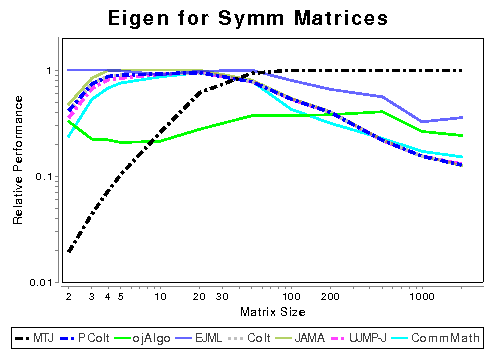 Eigen for Symm Matrices
Relative Performance
1
0.1
0.01
2 3 4 5 10 20 30 100 200 1000
Matrix Size
MTJ PColt ojAlgo EJML Colt JAMA UJMP-J CommMath